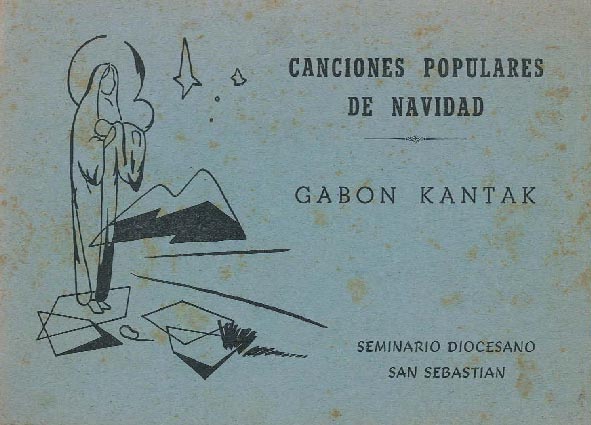 CANCIONES POPULARES
DE NAVIDAD
GABON KANTAK
SEMINARIO DIOCESANO
SAN SEBASTIAN